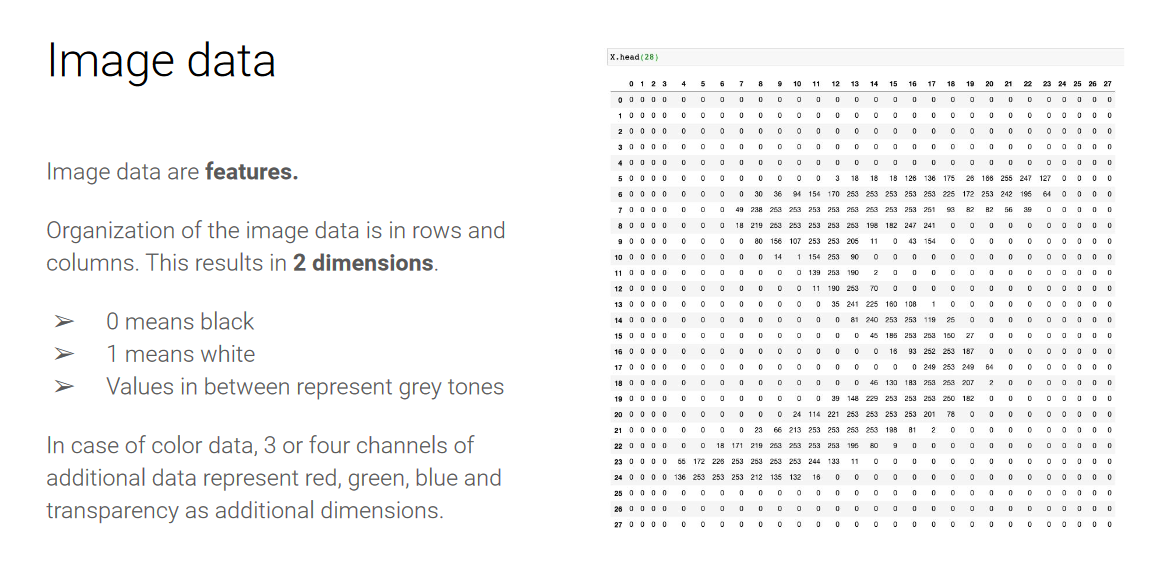 Image data
Image data are features.
Organization of the image data is in rows and
columns. This results in 2 dimensions.
➢ 0 means black
➢ 1 means white
➢ Values in between represent grey tones
In case of color data, 3 or four channels of
additional data represent red, green, blue and
transparency as additional dimensions.
X.head(28)
0 1 2 3 4 5 6 7 8 9 10 11 12 13 14 15 16 17 18 19 20 21 22 23 24 25 26 27
0 0 0 0 0 0 0 0 0 0 0 0 0 0 0 0 0 0 0 0 0 0 0 0 0 0 0 0 0
1 0 0 0 0 0 0 0 0 0 0 0 0 0 0 0 0 0 0 0 0 0 0 0 0 0 0 0 0
2 0 0 0 0 0 0 0 0 0 0 0 0 0 0 0 0 0 0 0 0 0 0 0 0 0 0 0 0
3 0 0 0 0 0 0 0 0 0 0 0 0 0 0 0 0 0 0 0 0 0 0 0 0 0 0 0 0
4 0 0 0 0 0 0 0 0 0 0 0 0 0 0 0 0 0 0 0 0 0 0 0 0 0 0 0 0
5 0 0 0 0 0 0 0 0 0 0 0 0 3 18 18 18 126 136 175 26 166 255 247 127 0 0 0 0
6 0 0 0 0 0 0 0 0 30 36 94 154 170 253 253 253 253 253 225 172 253 242 195 64 0 0 0 0
7 0 0 0 0 0 0 0 49 238 253 253 253 253 253 253 253 253 251 93 82 82 56 39 0 0 0 0 0
8 0 0 0 0 0 0 0 18 219 253 253 253 253 253 198 182 247 241 0 0 0 0 0 0 0 0 0 0
9 0 0 0 0 0 0 0 0 80 156 107 253 253 205 11 0 43 154 0 0 0 0 0 0 0 0 0 0
10 0 0 0 0 0 0 0 0 0 14 1 154 253 90 0 0 0 0 0 0 0 0 0 0 0 0 0 0
11 0 0 0 0 0 0 0 0 0 0 0 139 253 190 2 0 0 0 0 0 0 0 0 0 0 0 0 0
12 0 0 0 0 0 0 0 0 0 0 0 11 190 253 70 0 0 0 0 0 0 0 0 0 0 0 0 0
13 0 0 0 0 0 0 0 0 0 0 0 0 35 241 225 160 108 1 0 0 0 0 0 0 0 0 0 0
14 0 0 0 0 0 0 0 0 0 0 0 0 0 81 240 253 253 119 25 0 0 0 0 0 0 0 0 0
15 0 0 0 0 0 0 0 0 0 0 0 0 0 0 45 186 253 253 150 27 0 0 0 0 0 0 0 0
16 0 0 0 0 0 0 0 0 0 0 0 0 0 0 0 16 93 252 253 187 0 0 0 0 0 0 0 0
17 0 0 0 0 0 0 0 0 0 0 0 0 0 0 0 0 0 249 253 249 64 0 0 0 0 0 0 0
18 0 0 0 0 0 0 0 0 0 0 0 0 0 0 46 130 183 253 253 207 2 0 0 0 0 0 0 0
19 0 0 0 0 0 0 0 0 0 0 0 0 39 148 229 253 253 253 250 182 0 0 0 0 0 0 0 0
20 0 0 0 0 0 0 0 0 0 0 24 114 221 253 253 253 253 201 78 0 0 0 0 0 0 0 0 0
21 0 0 0 0 0 0 0 0 23 66 213 253 253 253 253 198 81 2 0 0 0 0 0 0 0 0 0 0
22 0 0 0 0 0 0 18 171 219 253 253 253 253 195 80 9 0 0 0 0 0 0 0 0 0 0 0 0
23 0 0 0 0 55 172 226 253 253 253 253 244 133 11 0 0 0 0 0 0 0 0 0 0 0 0 0 0
24 0 0 0 0 136 253 253 253 212 135 132 16 0 0 0 0 0 0 0 0 0 0 0 0 0 0 0 0
25 0 0 0 0 0 0 0 0 0 0 0 0 0 0 0 0 0 0 0 0 0 0 0 0 0 0 0 0
26 0 0 0 0 0 0 0 0 0 0 0 0 0 0 0 0 0 0 0 0 0 0 0 0 0 0 0 0
27 0 0 0 0 0 0 0 0 0 0 0 0 0 0 0 0 0 0 0 0 0 0 0 0 0 0 0 0